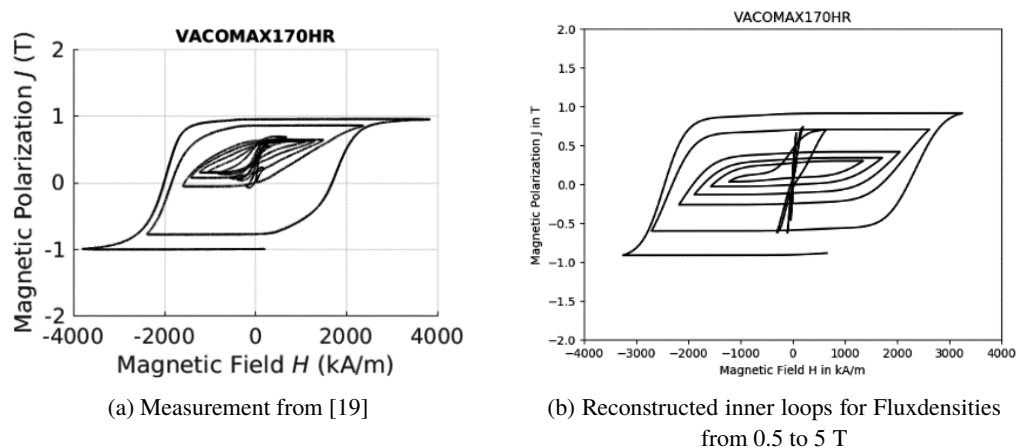 VACOMAX170HR
Magnetic Polarization J (T)
2
1
0
-1
-2
-4000 -2000 0 2000 4000
Magnetic Field H (kA/m)
(a) Measurement from [19]
VACOMAX170HR
Magnetic Polarization J in T
2.0
1.5
1.0
0.5
0.0
−0.5
−1.0
−1.5
−2.0
−4000 −3000 −2000 −1000 0 1000 2000 3000 4000
Magnetic Field H in kA/m
(b) Reconstructed inner loops for Fluxdensities
from 0.5 to 5 T